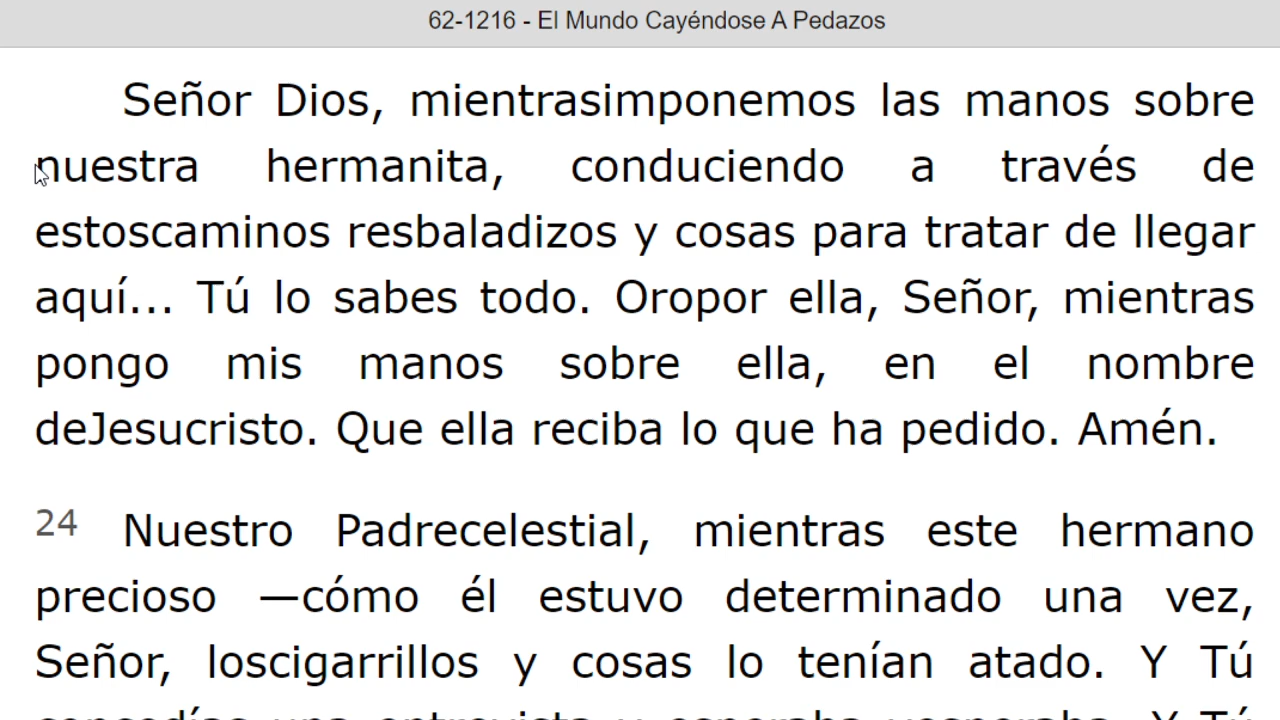 62-1216 - El Mundo Cayéndose A Pedazos
Señor Dios, mientrasimponemos las manos sobre
nuestra hermanita, conduciendo a través de
estoscaminos resbaladizos y cosas para tratar de llegar
aquí... Tú lo sabes todo. Oropor ella, Señor, mientras
pongo mis manos sobre ella, en el nombre
deJesucristo. Que ella reciba lo que ha pedido. Amén.
24 Nuestro Padrecelestial, mientras este hermano
precioso —cómo él estuvo determinado una vez,
Señor, loscigarrillos y cosas lo tenían atado. Y Tú